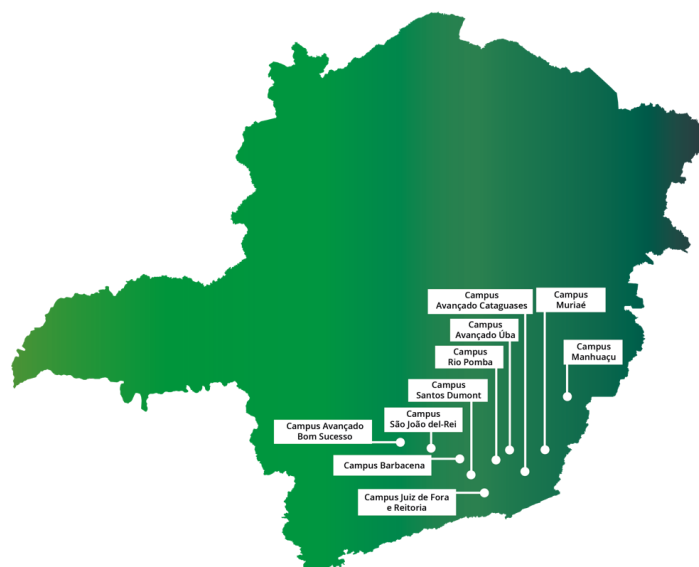 Campus
Avançado Cataguases
Campus
Muriaé
Campus
Avançado Úba
Campus
Manhuaçu
Campus
Rio Pomba
Campus
Santos Dumont
Campus
São João del-Rei
Campus Avançado
Bom Sucesso
Campus Barbacena
Campus Juiz de Fora
e Reitoria